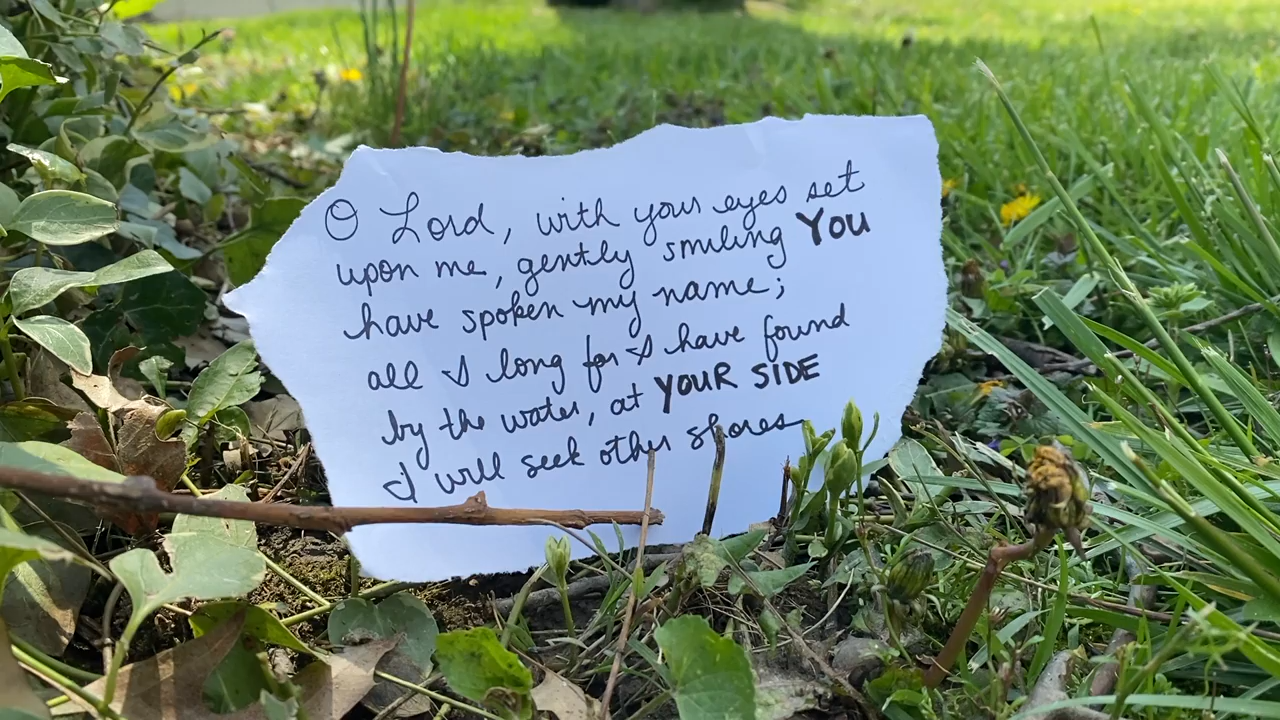 O Lord, with your eyes set
upon me, gently smiling YOU
have spoken my name;
all I long for I have found
by the water, at YOUR SIDE
I will seek other shores